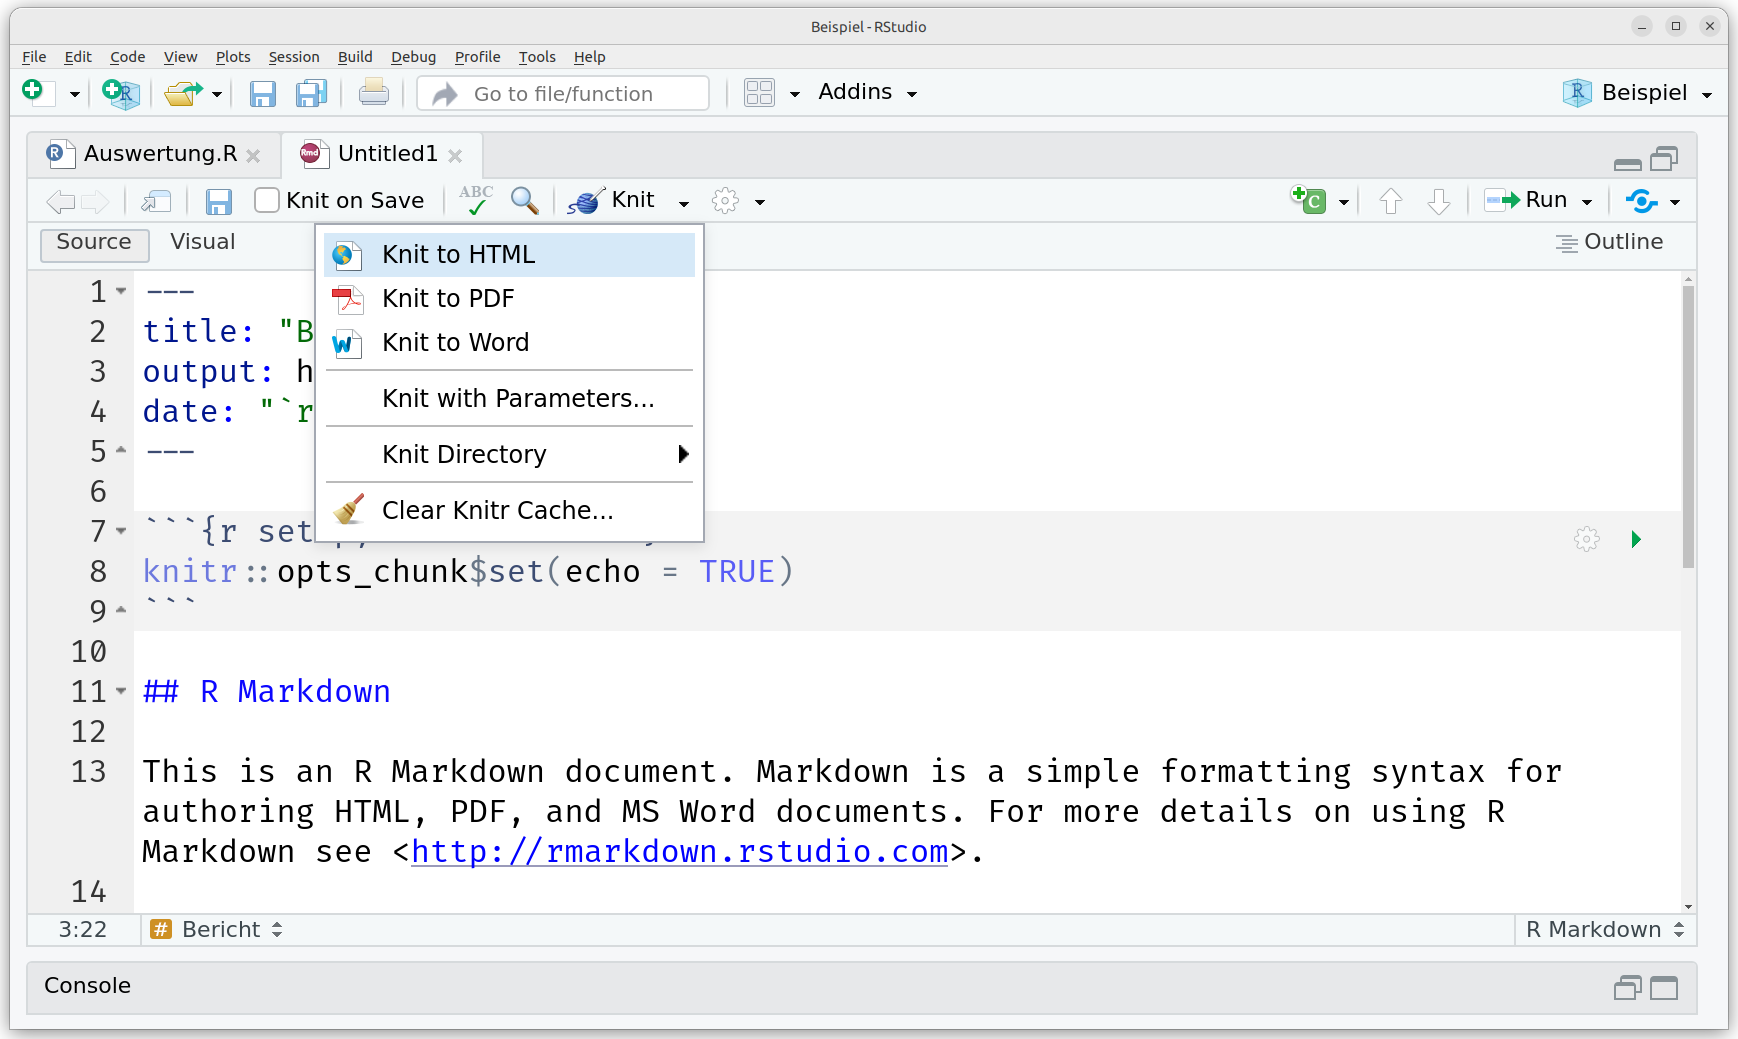 Beispiel - RStudio
File Edit Code View Plots Session Build Debug Profile Tools Help
Go to file/function Addins Beispiel
Auswertung.R Untitled1
Knit on Save ABC Knit Run
Source Visual Outline
Knit to HTML
Knit to PDF
Knit to Word
Knit with Parameters...
Knit Directory
Clear Knitr Cache...
1 ---
2 title: "B
3 output: h
4 date: "`r
5 ---
6
7 ```{r
8 knitr::opts_chunk$set(echo = TRUE)
9 ```
10
11 ## R Markdown
12
13 This is an R Markdown document. Markdown is a simple formatting syntax for
authoring HTML, PDF, and MS Word documents. For more details on using R
Markdown see <http://rmarkdown.rstudio.com>.
14
3:22 # Bericht R Markdown
Console